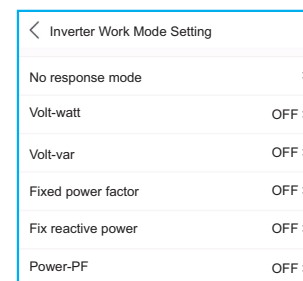 Inverter Work Mode Setting
No response mode
Volt-watt OFF
Volt-var OFF
Fixed power factor OFF
Fix reactive power OFF
Power-PF OFF